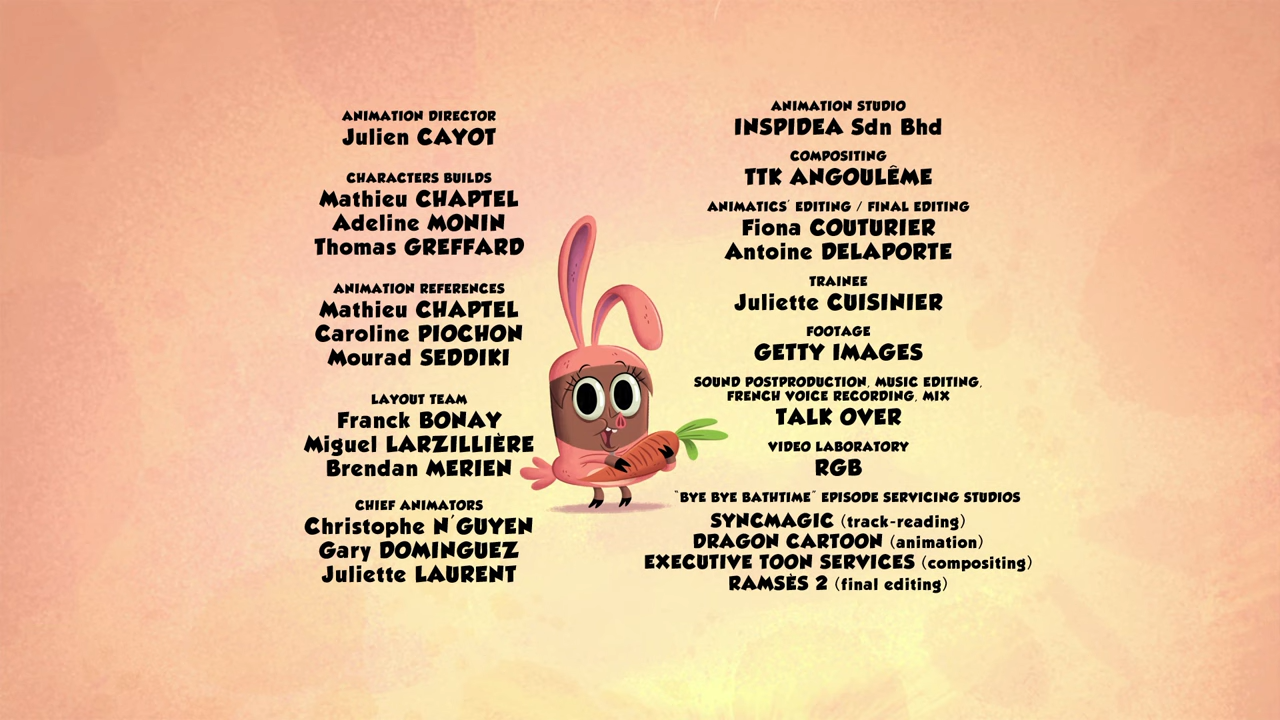 ANIMATION DIRECTOR
Julien CAYOT
CHARACTERS BUILDS
Mathieu CHAPTEL
Adeline MONIN
Thomas GREFFARD
ANIMATION REFERENCES
Mathieu CHAPTEL
Caroline PIOCHON
Mourad SEDDIKI
LAYOUT TEAM
Franck BONAY
Miguel LARZILLIÈRE
Brendan MERIEN
CHIEF ANIMATORS
Christophe N'GUYEN
Gary DOMINGUEZ
Juliette LAURENT
ANIMATION STUDIO
INSPIDEA Sdn Bhd
COMPOSITING
TTK ANGOULÊME
ANIMATICS' EDITING / FINAL EDITING
Fiona COUTURIER
Antoine DELAPORTE
TRAINEE
Juliette CUISINIER
FOOTAGE
GETTY IMAGES
SOUND POSTPRODUCTION, MUSIC EDITING,
FRENCH VOICE RECORDING, MIX
TALK OVER
VIDEO LABORATORY
RGB
"BYE BYE BATHTIME" EPISODE SERVICING STUDIOS
SYNCMAGIC (track-reading)
DRAGON CARTOON (animation)
EXECUTIVE TOON SERVICES (compositing)
RAMSÈS 2 (final editing)